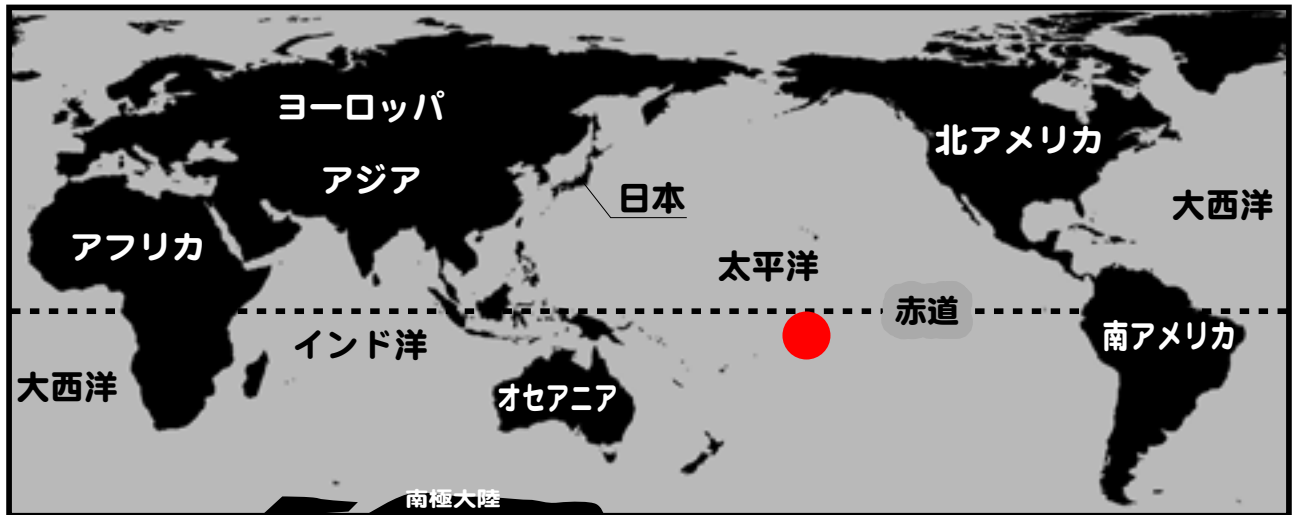 ヨーロッパ
北アメリカ
アジア
日本
大西洋
アフリカ
太平洋
赤道
インド洋
南アメリカ
大西洋
オセアニア
南極大陸